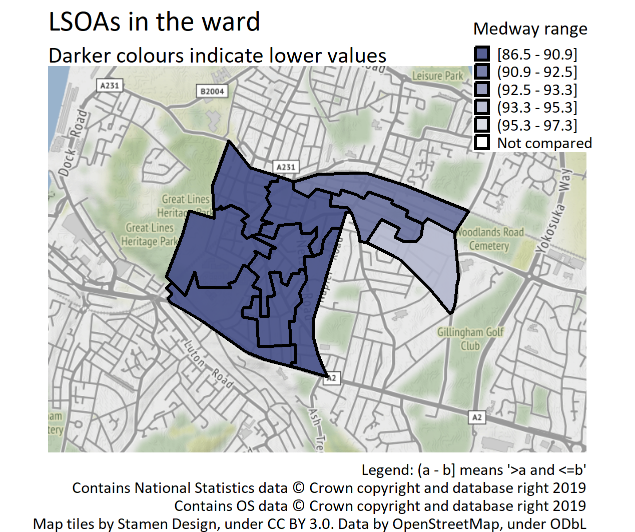 LSOAs in the ward
Darker colours indicate lower values
Medway range
[86.5 - 90.9]
(90.9 - 92.5]
(92.5 - 93.3]
(93.3 - 95.3]
(95.3 - 97.3]
Not compared
Leisure Park
A231
B2004
Dock Road
A231
Yokosuka Way
Great Lines
Heritage Park
Great Lines
Heritage Park
Woodlands Road
Cemetery
Road
Gillingham Golf
Club
Luton Road
A2
A2
Ash Tre
am
tery
Legend: (a - b] means '>a and <=b'
Contains National Statistics data © Crown copyright and database right 2019
Contains OS data © Crown copyright and database right 2019
Map tiles by Stamen Design, under CC BY 3.0. Data by OpenStreetMap, under ODbL